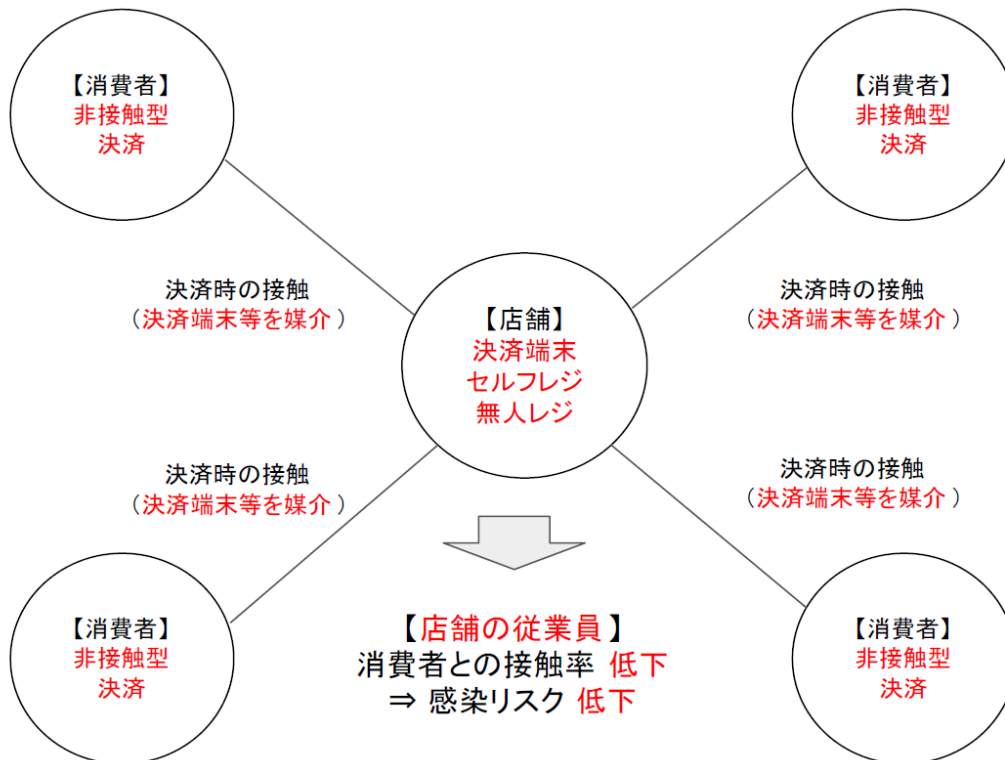 【消費者】
非接触型
決済
【消費者】
非接触型
決済
決済時の接触
（決済端末等を媒介）
決済時の接触
（決済端末等を媒介）
【店舗】
決済端末
セルフレジ
無人レジ
決済時の接触
（決済端末等を媒介）
決済時の接触
（決済端末等を媒介）
【消費者】
非接触型
決済
【店舗の従業員】
消費者との接触率 低下
⇒ 感染リスク 低下
【消費者】
非接触型
決済